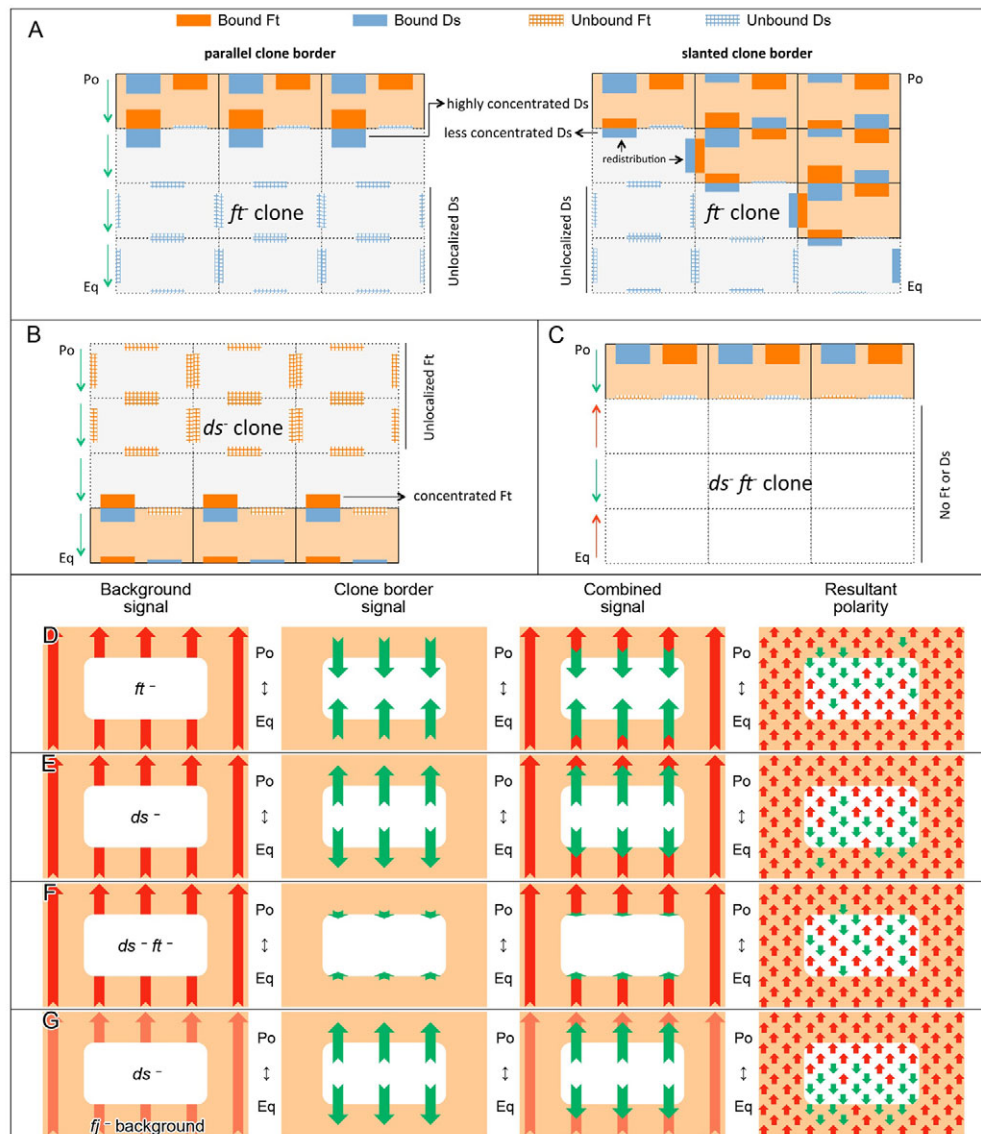 A
Bound Ft
Bound Ds
Unbound Ft
Unbound Ds
parallel clone border
slanted clone border
Po
Po
highly concentrated Ds
less concentrated Ds
redistribution
ft- clone
ft- clone
Unlocalized Ds
Unlocalized Ds
Eq
Eq
B
Po
Unlocalized Ft
ds- clone
concentrated Ft
Eq
C
Po
ds- ft- clone
No Ft or Ds
Eq
Background signal
Clone border signal
Combined signal
Resultant polarity
D
ft -
Po
↕
Eq
Po
↕
Eq
E
ds -
Po
↕
Eq
Po
↕
Eq
F
ds - ft -
Po
↕
Eq
Po
↕
Eq
G
ds -
fj - background
Po
↕
Eq
Po
↕
Eq